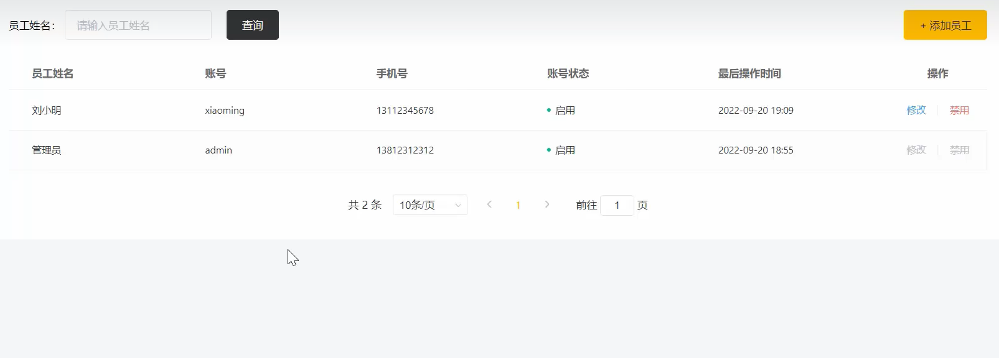 员工姓名： 请输入员工姓名 查询 + 添加员工
员工姓名 账号 手机号 账号状态 最后操作时间 操作
刘小明 xiaoming 13112345678 启用 2022-09-20 19:09 修改 禁用
管理员 admin 13812312312 启用 2022-09-20 18:55 修改 禁用
共 2 条 10条/页 1 前往 1 页